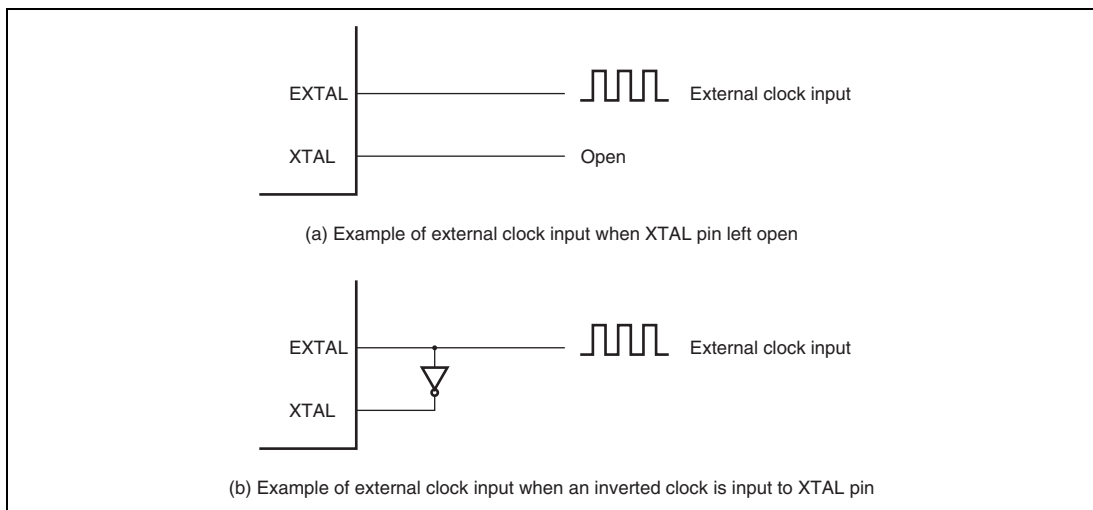 EXTAL
External clock input
XTAL
Open
(a) Example of external clock input when XTAL pin left open
EXTAL
External clock input
XTAL
(b) Example of external clock input when an inverted clock is input to XTAL pin